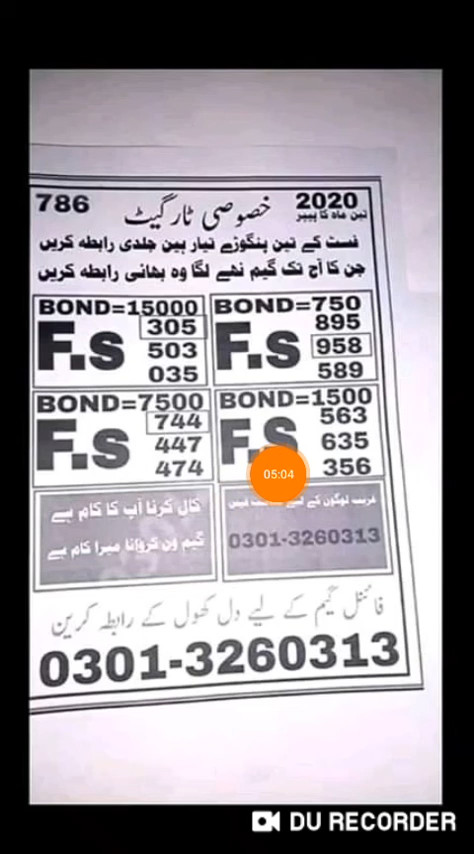 786 خصوصی ٹارگیٹ 2020
تین ماہ کا پیپر
فسٹ کے تین پنگوڑے تیار ہین جلدی رابطہ کریں
جن کا آج تک گیم نھے لگا وہ بھائی رابطہ کریں
BOND=15000
F.s
305
503
035
BOND=750
F.s
895
958
589
BOND=7500
F.s
744
447
474
BOND=1500
F.S
563
635
356
05:04
کال کرنا آپ کا کام ہے
گیم ون کروانا میرا کام ہے
غریب لوگوں کے لیے
0301-3260313
فائنل گیم کے لیے دل کھول کے رابطہ کرین
0301-3260313
DU RECORDER